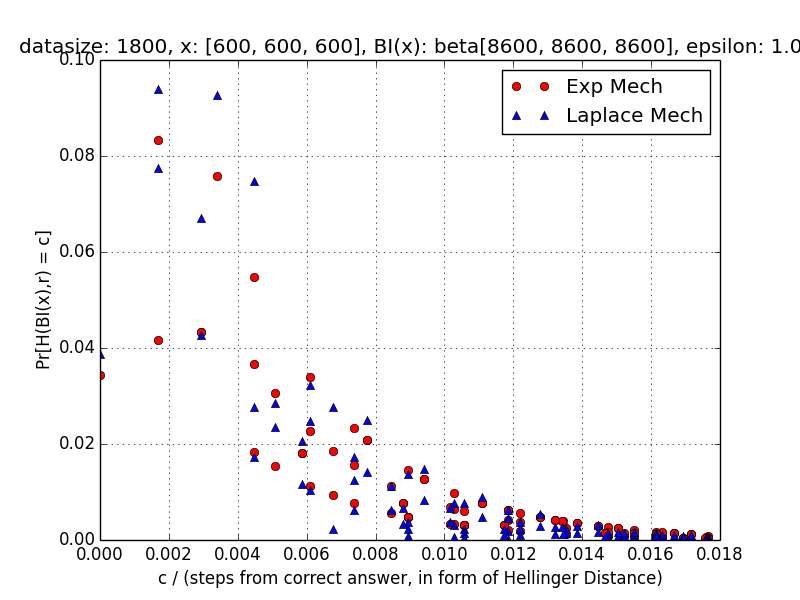 datasize: 1800, x: [600, 600, 600], BI(x): beta[8600, 8600, 8600], epsilon: 1.0
0.10
Exp Mech
Laplace Mech
0.08
0.06
Pr[H(BI(x),r) = c]
0.04
0.02
0.00
0.000 0.002 0.004 0.006 0.008 0.010 0.012 0.014 0.016 0.018
c / (steps from correct answer, in form of Hellinger Distance)